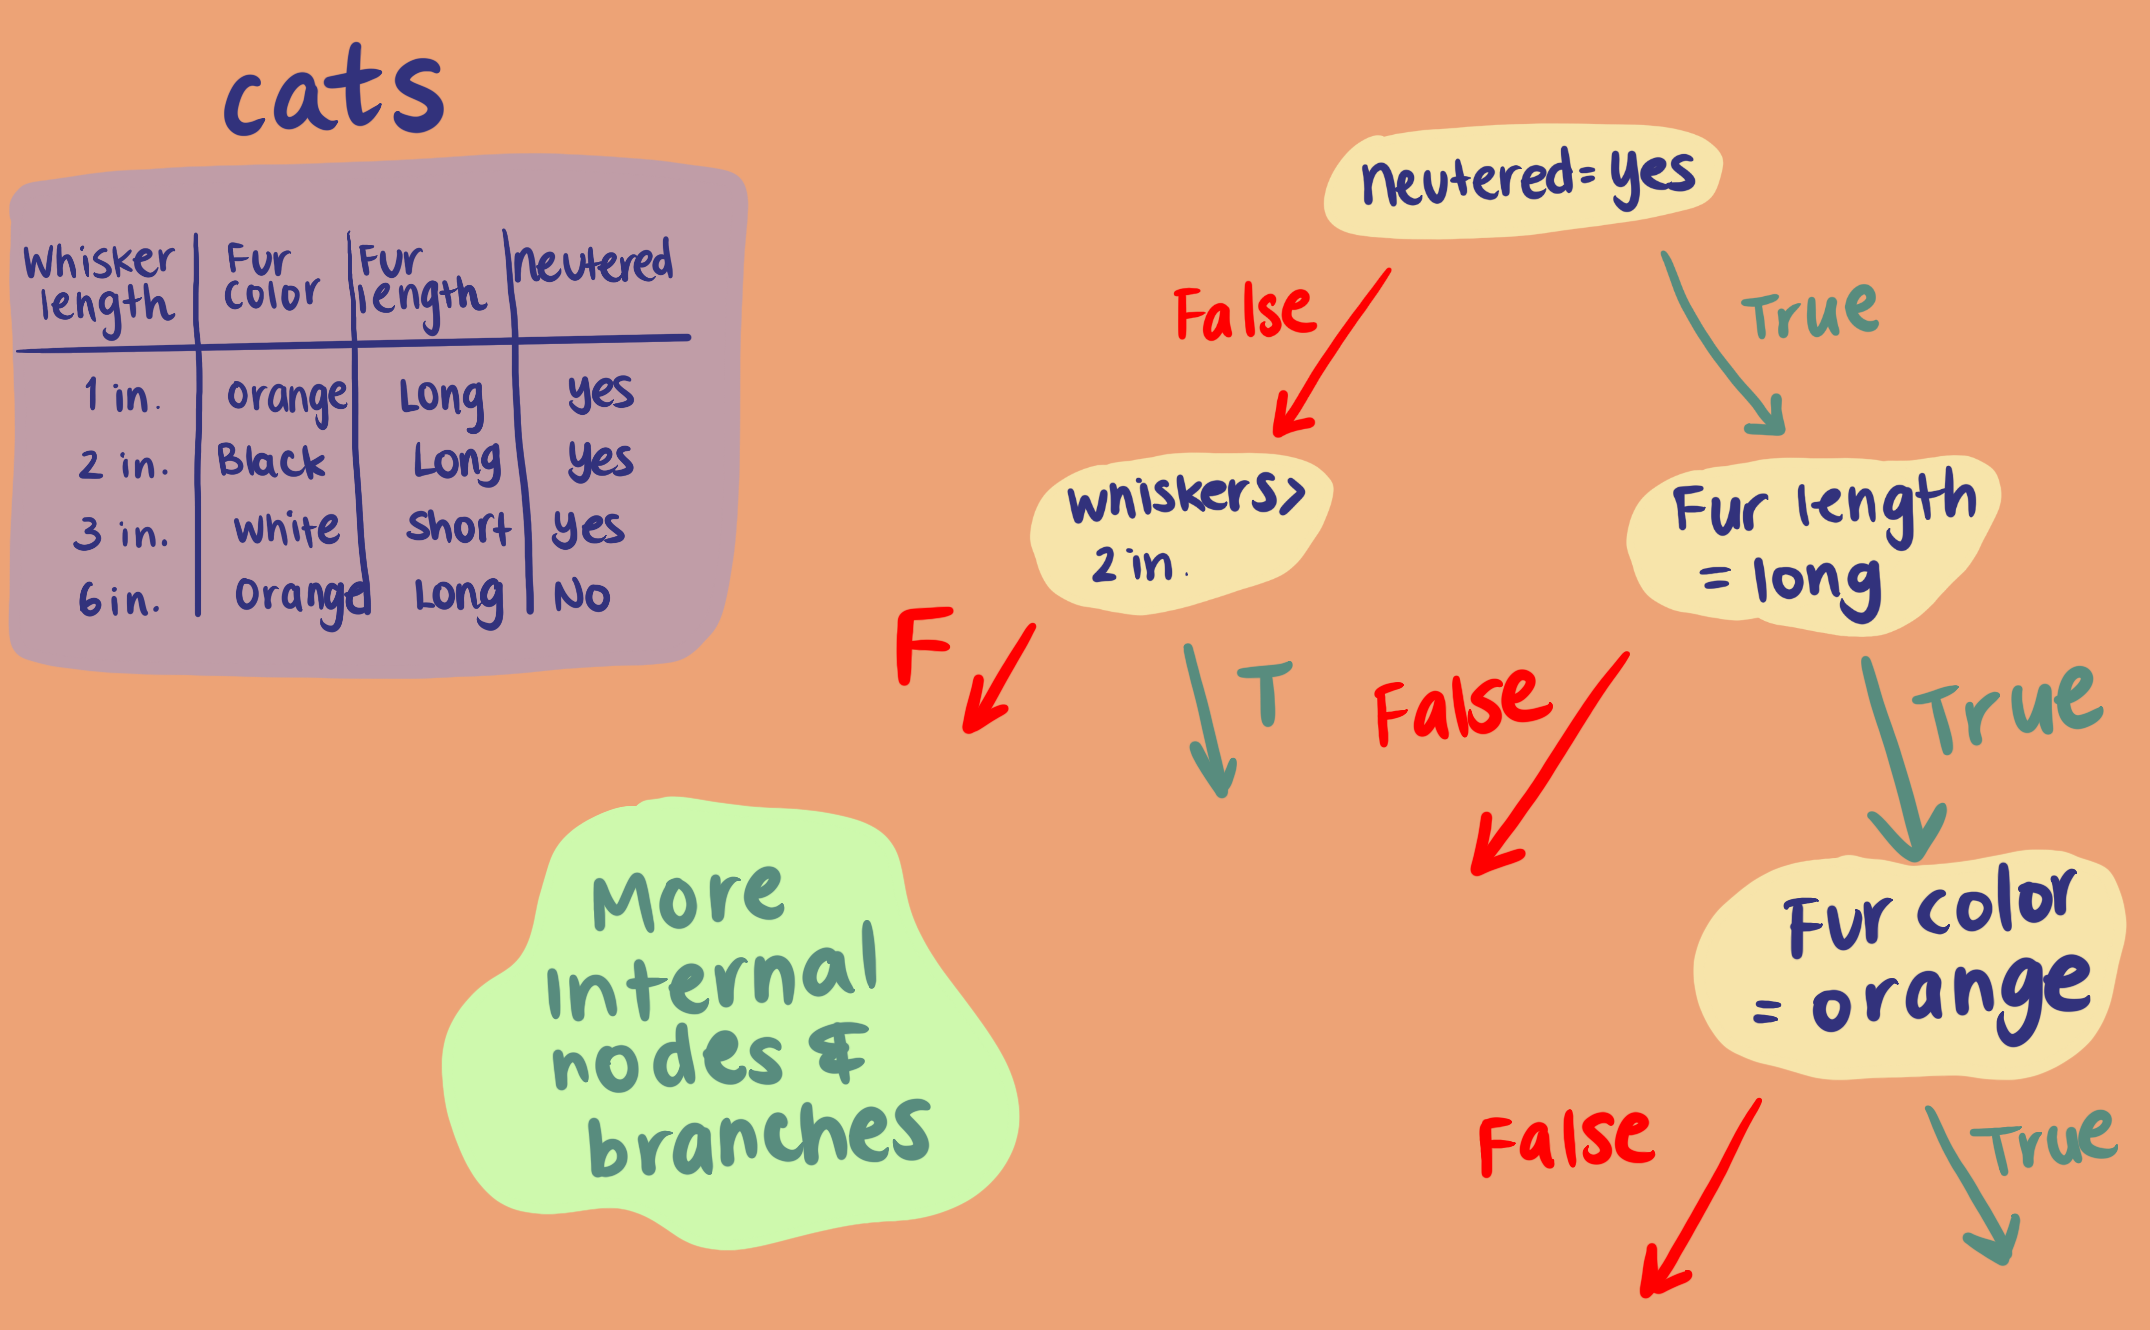 cats
Whisker length | Fur color | Fur length | neutered
1 in. | orange | Long | yes
2 in. | Black | Long | yes
3 in. | white | short | yes
6 in. | orange | Long | No
neutered = yes
False
True
whiskers >
2 in.
Fur length
= long
F
T
False
True
Fur color
= orange
False
True
More
internal
nodes &
branches